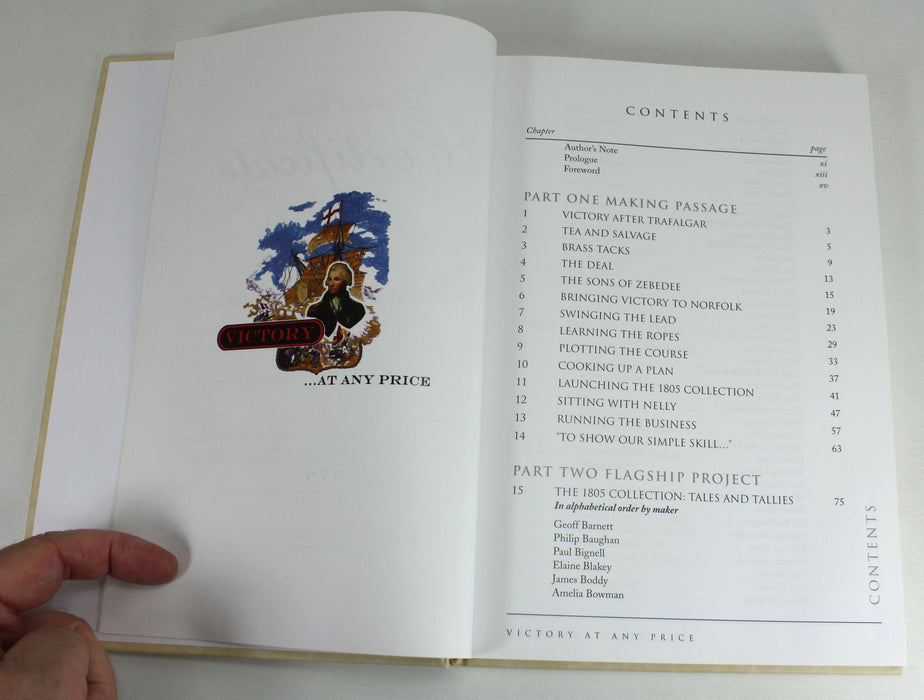 VICTORY
...AT ANY PRICE
CONTENTS
Chapter page
Author's Note xi
Prologue xiii
Foreword xv
PART ONE MAKING PASSAGE
1 VICTORY AFTER TRAFALGAR 3
2 TEA AND SALVAGE 5
3 BRASS TACKS 9
4 THE DEAL 13
5 THE SONS OF ZEBEDEE 15
6 BRINGING VICTORY TO NORFOLK 19
7 SWINGING THE LEAD 23
8 LEARNING THE ROPES 29
9 PLOTTING THE COURSE 33
10 COOKING UP A PLAN 37
11 LAUNCHING THE 1805 COLLECTION 41
12 SITTING WITH NELLY 47
13 RUNNING THE BUSINESS 57
14 "TO SHOW OUR SIMPLE SKILL..." 63
PART TWO FLAGSHIP PROJECT
15 THE 1805 COLLECTION: TALES AND TALLIES 75
In alphabetical order by maker
Geoff Barnett
Philip Baughan
Paul Bignell
Elaine Blakey
James Boddy
Amelia Bowman
CONTENTS
VICTORY AT ANY PRICE